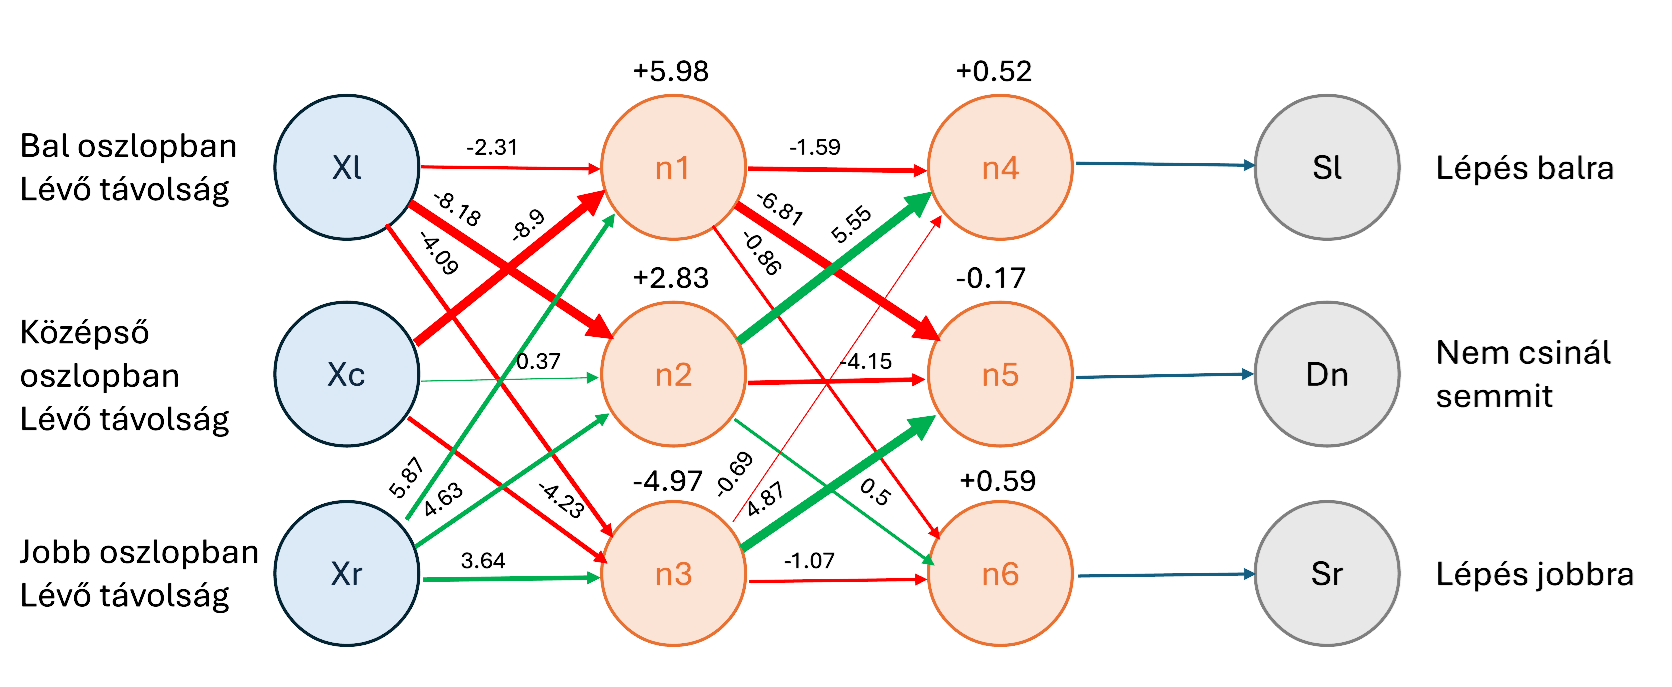 +5.98
+0.52
Bal oszlopban
Lévő távolság
Xl
-2.31
n1
-1.59
n4
Sl
Lépés balra
-8.18
-8.9
-4.09
-6.81
5.55
-0.86
+2.83
-0.17
Középső
oszlopban
Lévő távolság
Xc
0.37
n2
-4.15
n5
Dn
Nem csinál
semmit
5.87
4.63
-4.23
-4.97
-0.69
4.87
0.5
+0.59
Jobb oszlopban
Lévő távolság
Xr
3.64
n3
-1.07
n6
Sr
Lépés jobbra